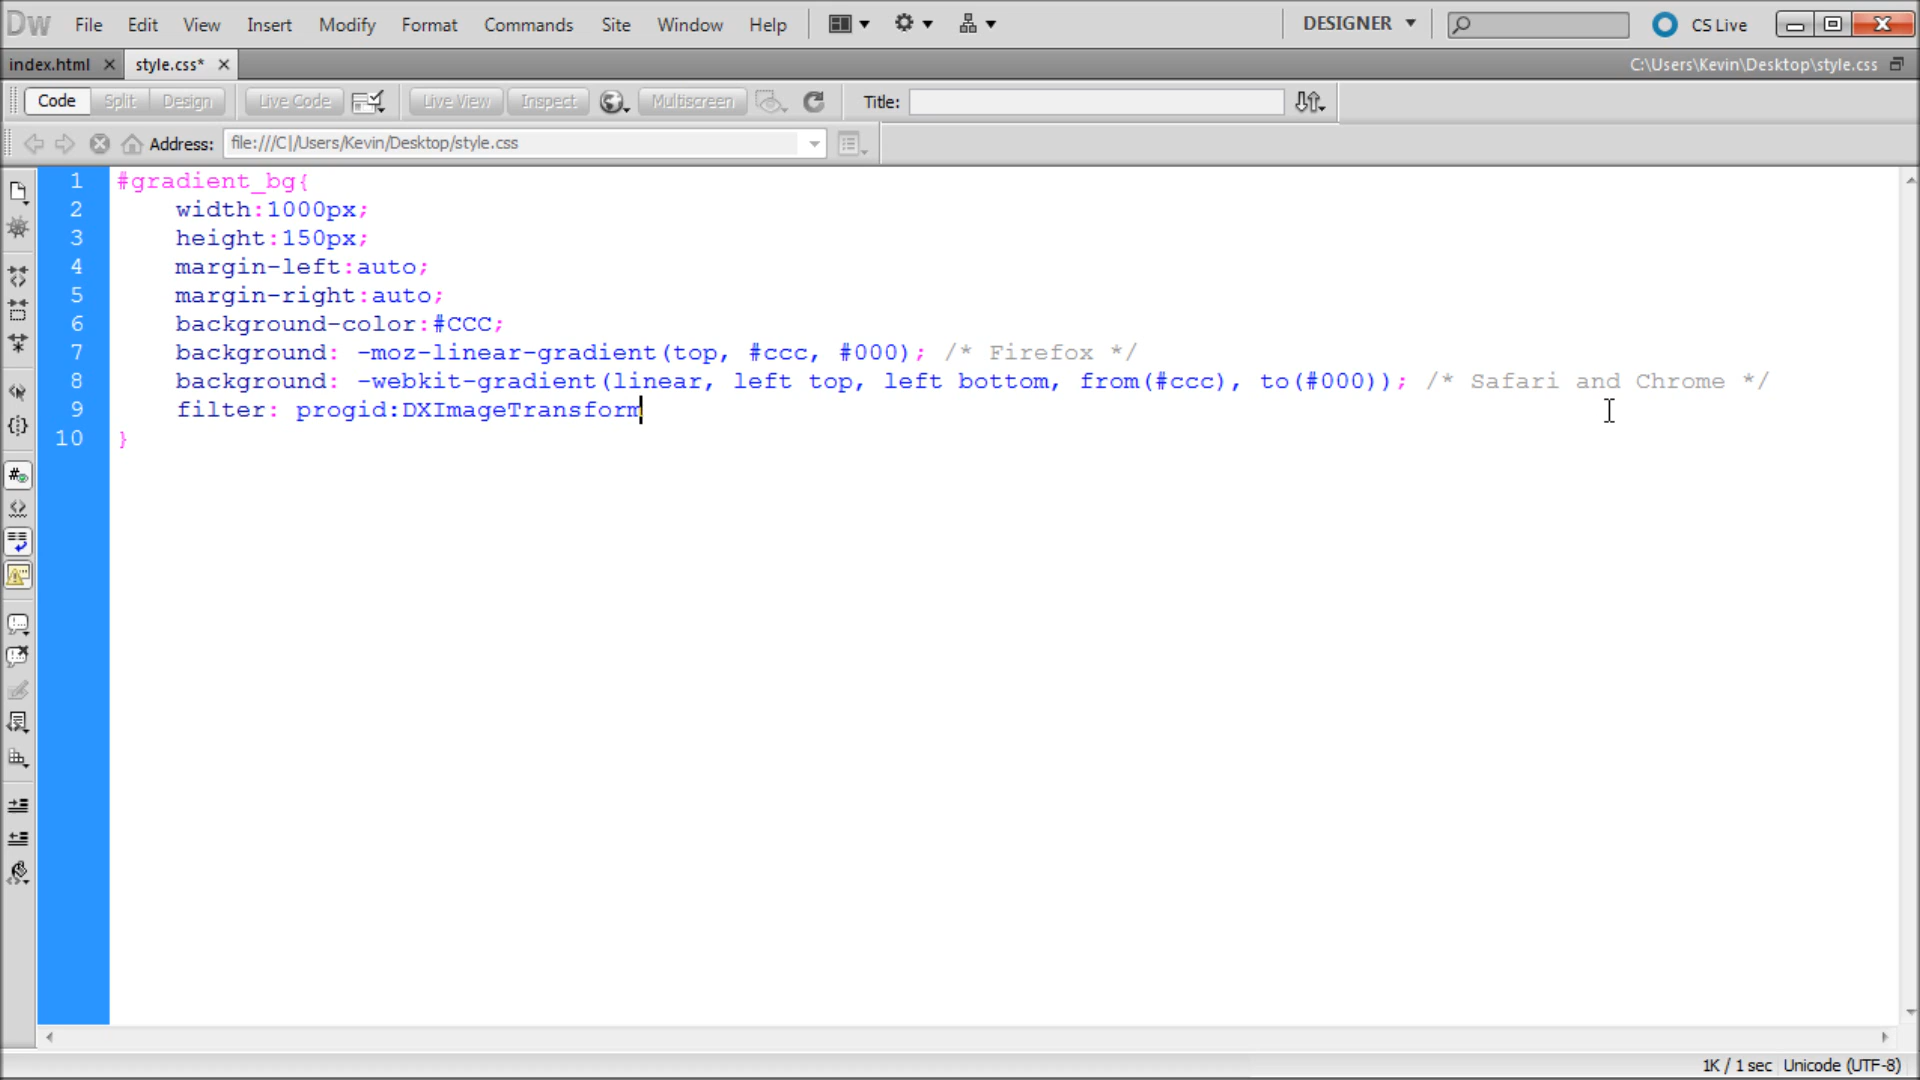 Dw File Edit View Insert Modify Format Commands Site Window Help DESIGNER CS Live
index.html style.css* C:\Users\Kevin\Desktop\style.css
Code Split Design Live Code Live View Inspect Multiscreen Title:
Address: file:///C|/Users/Kevin/Desktop/style.css
1 #gradient_bg{
2 width:1000px;
3 height:150px;
4 margin-left:auto;
5 margin-right:auto;
6 background-color:#CCC;
7 background: -moz-linear-gradient(top, #ccc, #000); /* Firefox */
8 background: -webkit-gradient(linear, left top, left bottom, from(#ccc), to(#000)); /* Safari and Chrome */
9 filter: progid:DXImageTransform
10 }
1K / 1 sec Unicode (UTF-8)